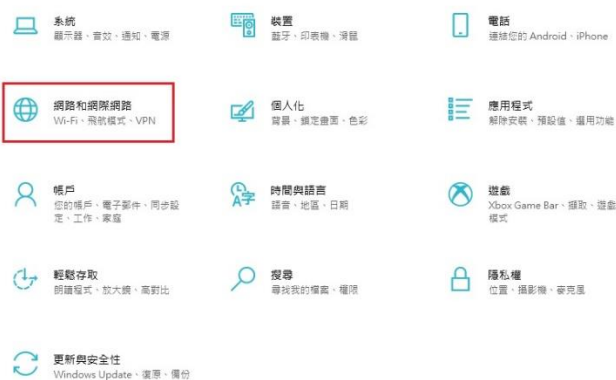 系統
顯示器、音效、通知、電源
裝置
藍牙、印表機、滑鼠
電話
連結您的 Android、iPhone
網路和網際網路
Wi-Fi、飛航模式、VPN
個人化
背景、鎖定畫面、色彩
應用程式
解除安裝、預設值、選用功能
帳戶
您的帳戶、電子郵件、同步設
定、工作、家庭
時間與語言
語音、地區、日期
遊戲
Xbox Game Bar、擷取、遊戲
模式
輕鬆存取
朗讀程式、放大鏡、高對比
搜尋
尋找我的檔案、權限
隱私權
位置、攝影機、麥克風
更新與安全性
Windows Update、復原、備份